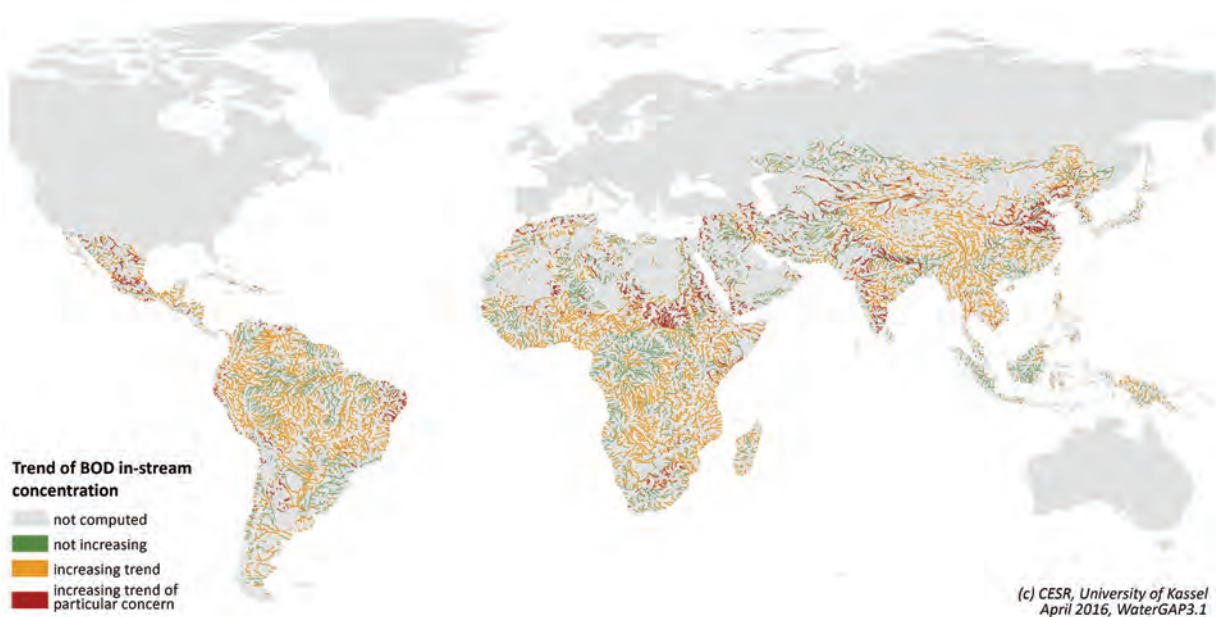 Trend of BOD in-stream
concentration
not computed
not increasing
increasing trend
increasing trend of
particular concern
(c) CESR, University of Kassel
April 2016, WaterGAP3.1